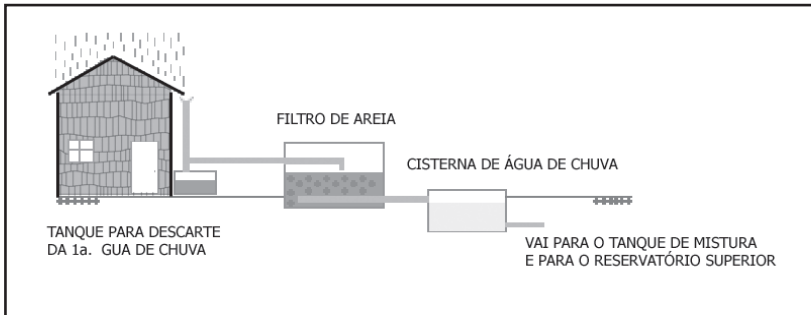 FILTRO DE AREIA
CISTERNA DE ÁGUA DE CHUVA
TANQUE PARA DESCARTE
DA 1a. GUA DE CHUVA
VAI PARA O TANQUE DE MISTURA
E PARA O RESERVATÓRIO SUPERIOR